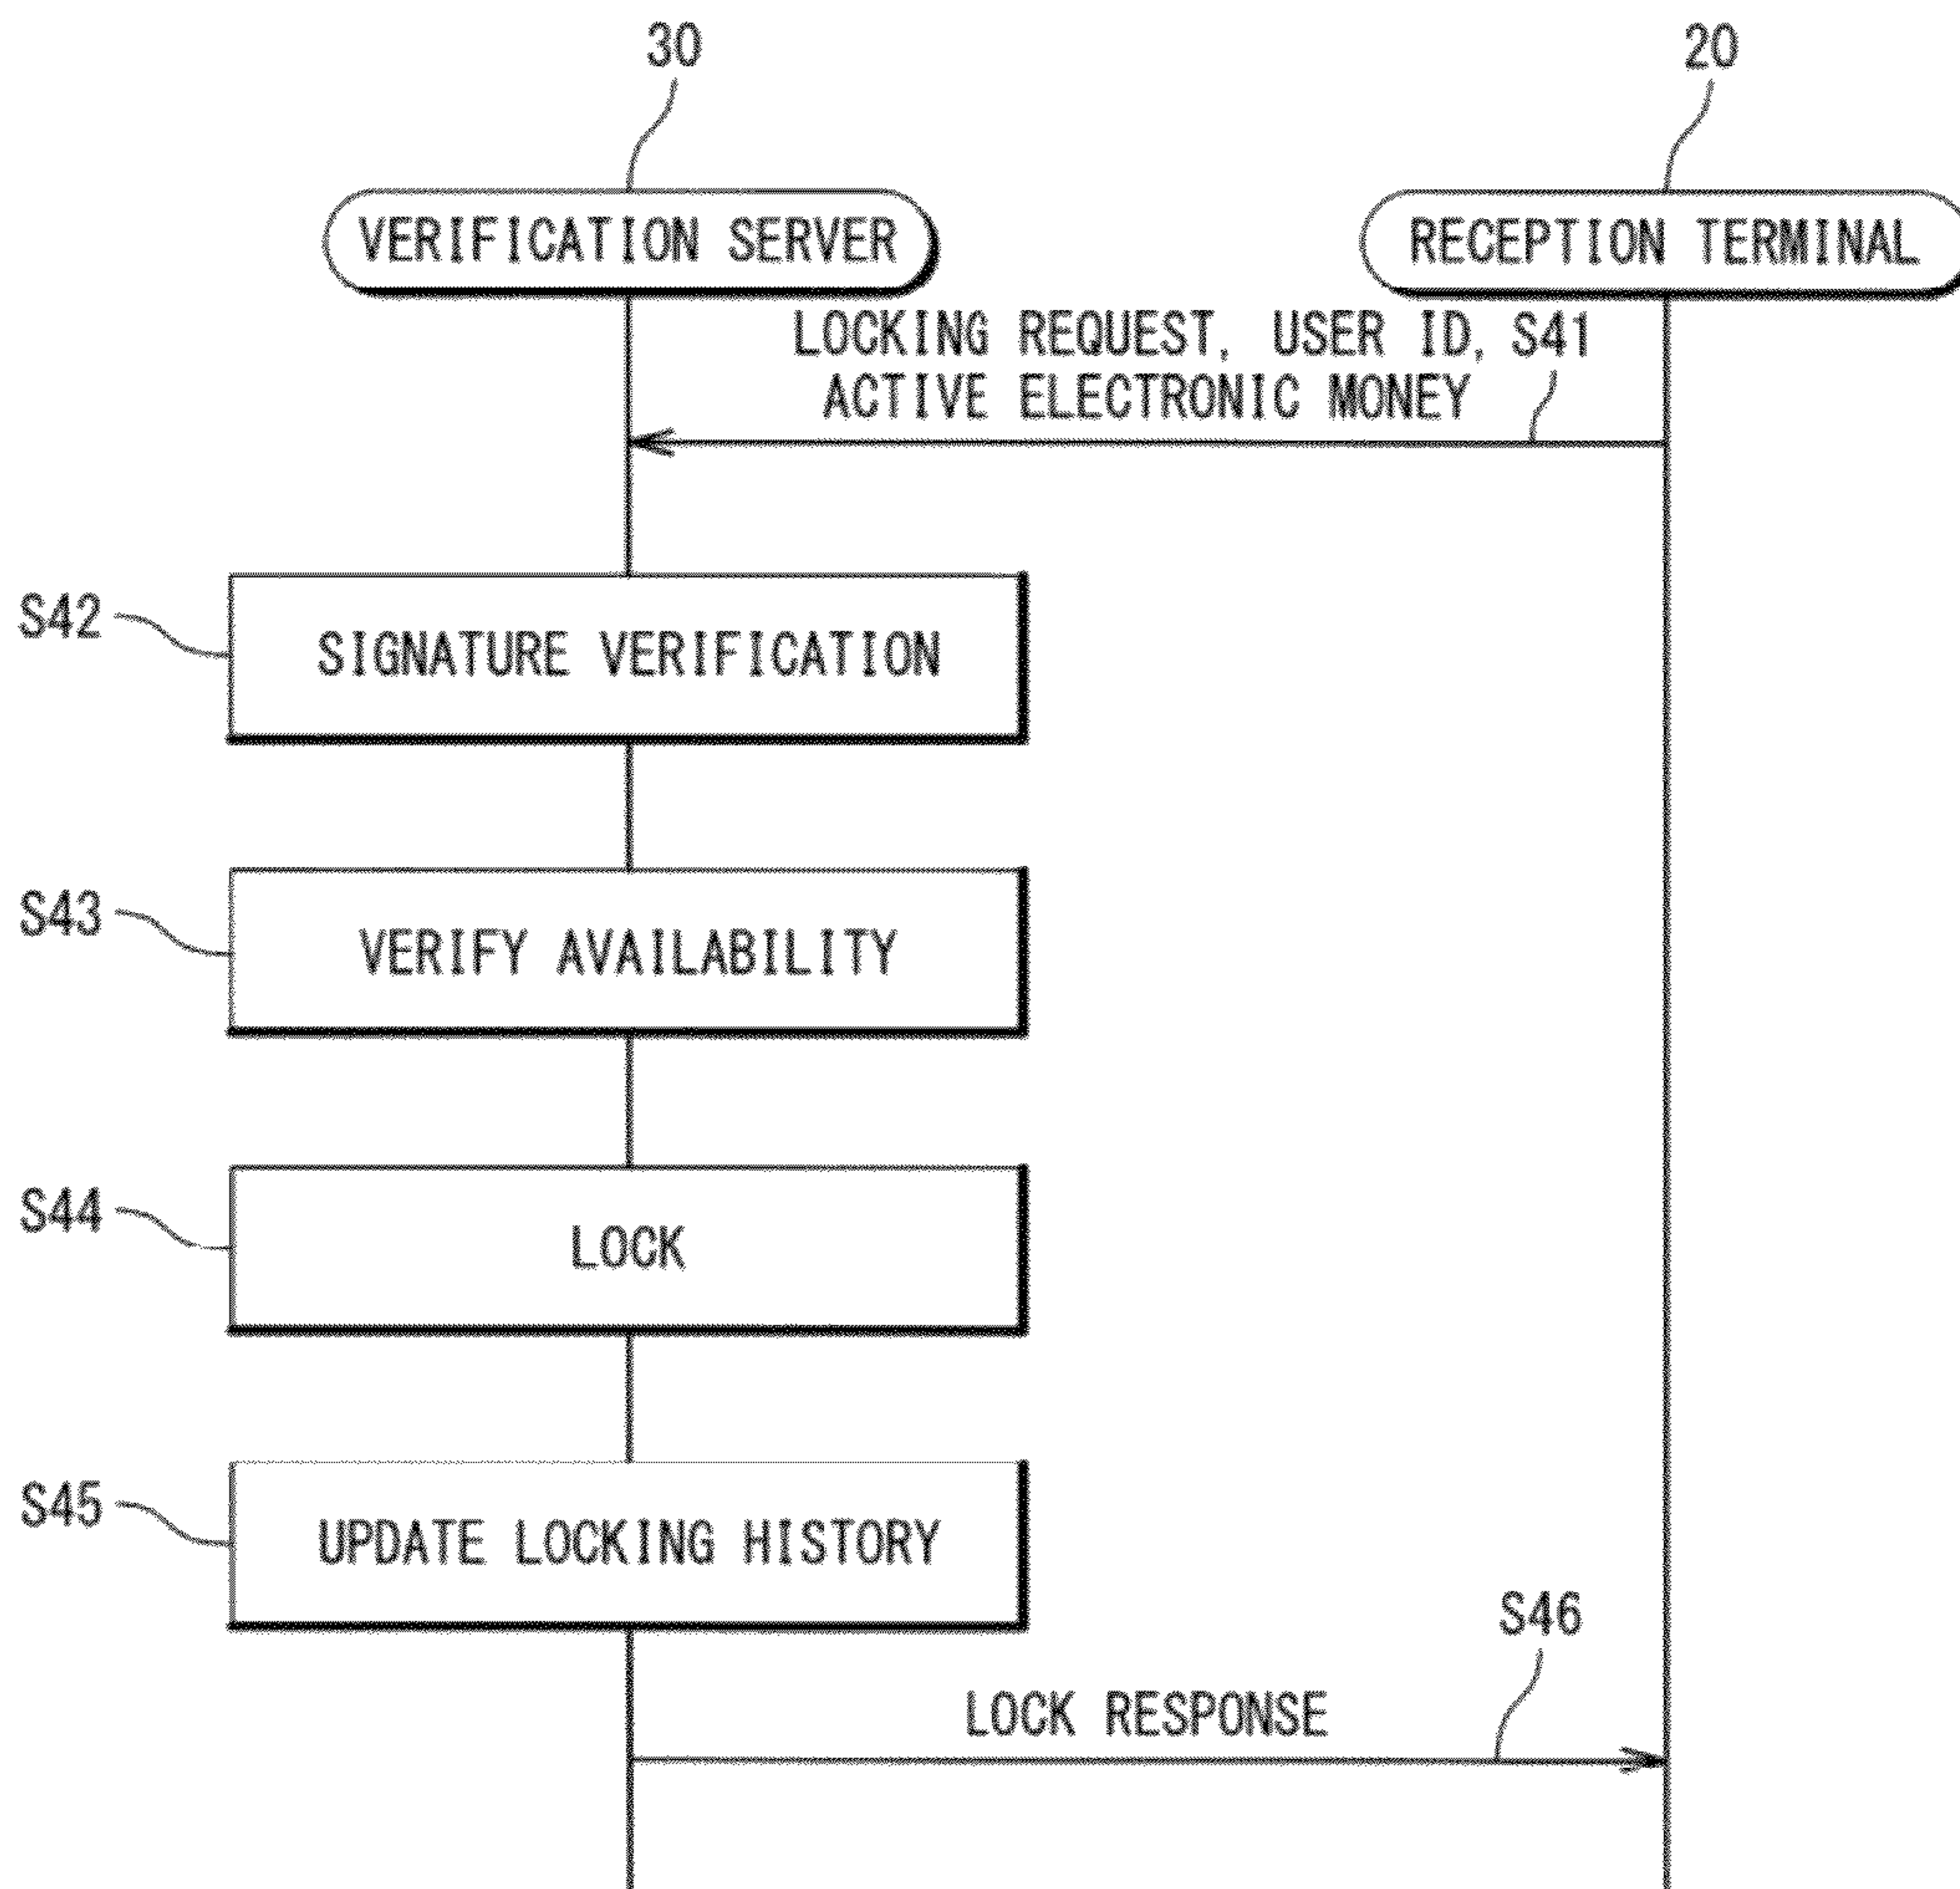 30
20
VERIFICATION SERVER
RECEPTION TERMINAL
LOCKING REQUEST, USER ID,
ACTIVE ELECTRONIC MONEY
S41
S42
SIGNATURE VERIFICATION
S43
VERIFY AVAILABILITY
S44
LOCK
S45
UPDATE LOCKING HISTORY
S46
LOCK RESPONSE